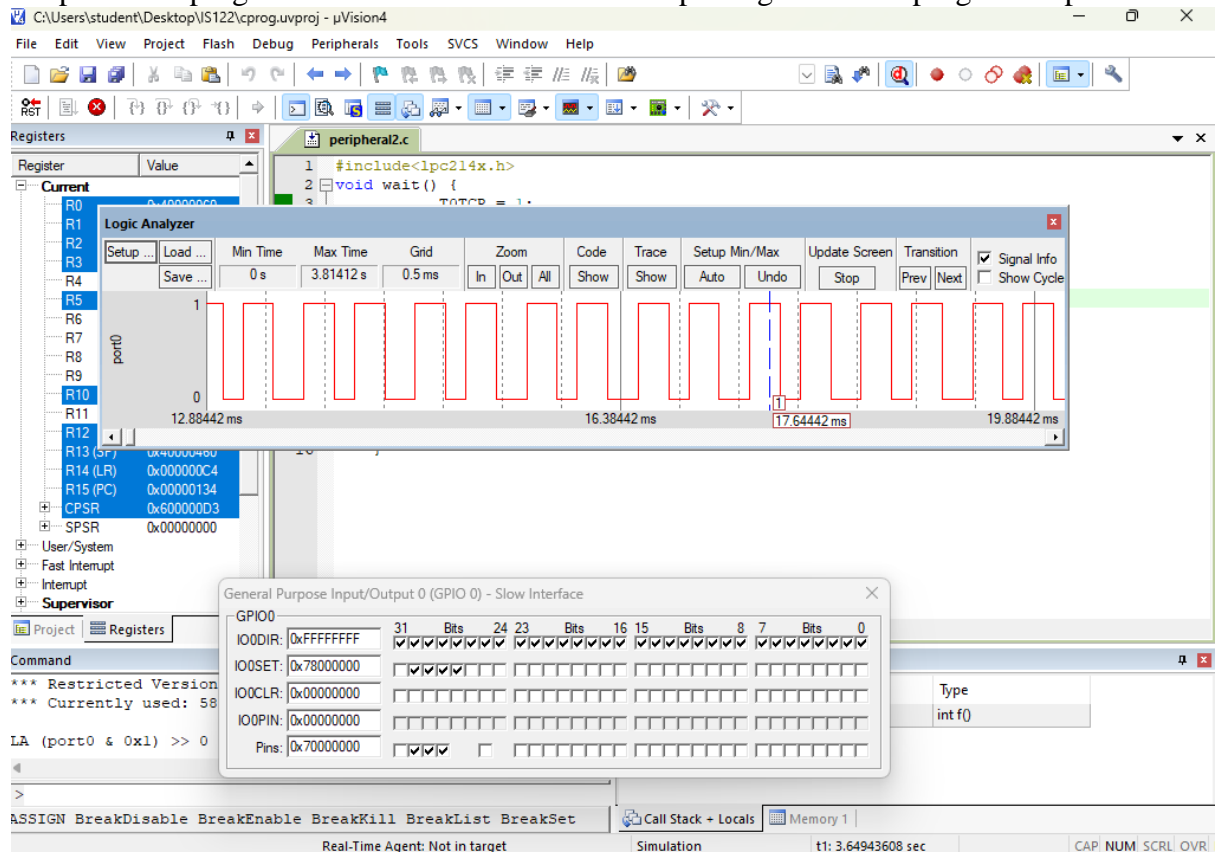 C:\Users\student\Desktop\IS122\cprog.uvproj - µVision4
File Edit View Project Flash Debug Peripherals Tools SVCS Window Help
Registers
peripheral2.c
Register Value
Current
R0 0x40000060
R1
R2
R3
R4
R5
R6
R7
R8
R9
R10
R11
R12
R13 (SP) 0x40000460
R14 (LR) 0x000000C4
R15 (PC) 0x00000134
CPSR 0x600000D3
SPSR 0x00000000
User/System
Fast Interrupt
Interrupt
Supervisor
Project Registers
1 #include<lpc214x.h>
2 void wait() {
3 T0TCR = 1;
Logic Analyzer
Setup ... Load ... Min Time Max Time Grid Zoom Code Trace Setup Min/Max Update Screen Transition Signal Info
Save ... 0 s 3.81412 s 0.5 ms In Out All Show Show Auto Undo Stop Prev Next Show Cycle
1
port0
0
1
12.88442 ms 16.38442 ms 17.64442 ms 19.88442 ms
General Purpose Input/Output 0 (GPIO 0) - Slow Interface
GPIO0
31 Bits 24 23 Bits 16 15 Bits 8 7 Bits 0
IO0DIR: 0xFFFFFFFF
IO0SET: 0x78000000
IO0CLR: 0x00000000
IO0PIN: 0x00000000
Pins: 0x70000000
Command
*** Restricted Version
*** Currently used: 58
LA (port0 & 0x1) >> 0
>
ASSIGN BreakDisable BreakEnable BreakKill BreakList BreakSet
Type
int f()
Call Stack + Locals Memory 1
Real-Time Agent: Not in target Simulation t1: 3.64943608 sec CAP NUM SCRL OVR